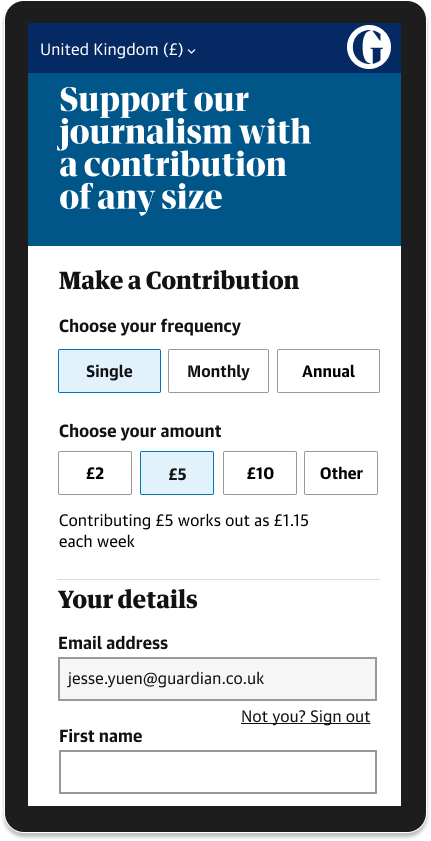 United Kingdom (£)
G
Support our
journalism with
a contribution
of any size
Make a Contribution
Choose your frequency
Single Monthly Annual
Choose your amount
£2 £5 £10 Other
Contributing £5 works out as £1.15
each week
Your details
Email address
jesse.yuen@guardian.co.uk
Not you? Sign out
First name